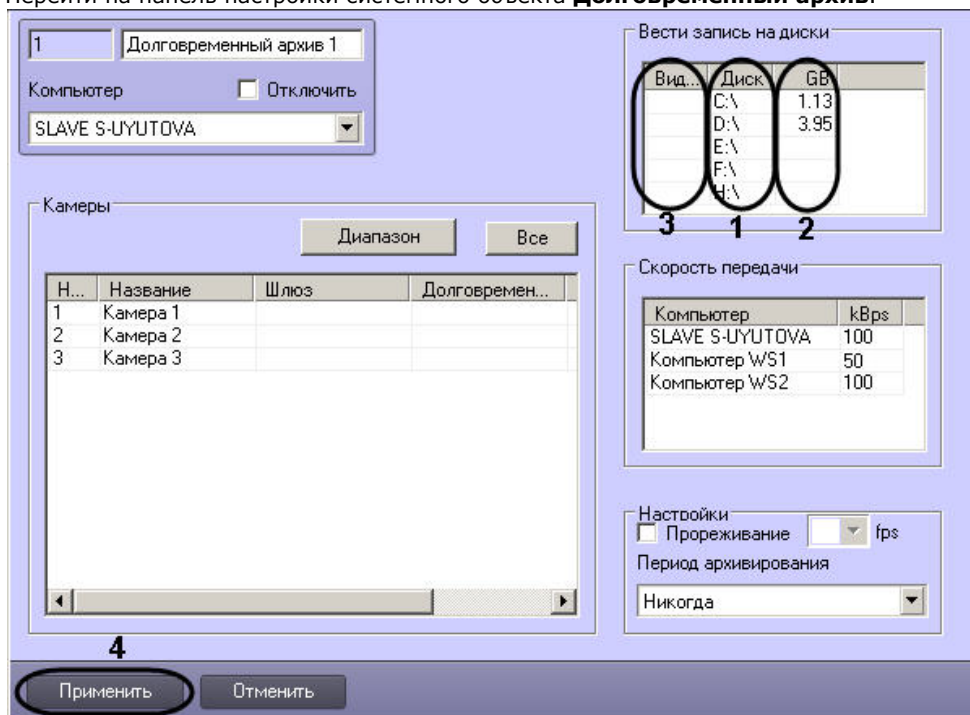 Перейти на панель настройки системного объекта Долговременный архив.
1 Долговременный архив 1
Компьютер Отключить
SLAVE S-UYUTOVA
Вести запись на диски
Вид... Диск GB
C:\ 1.13
D:\ 3.95
E:\
F:\
H:\
3 1 2
Камеры
Диапазон Все
Н... Название Шлюз Долговремен...
1 Камера 1
2 Камера 2
3 Камера 3
Скорость передачи
Компьютер kBps
SLAVE S-UYUTOVA 100
Компьютер WS1 50
Компьютер WS2 100
Настройки
Прореживание fps
Период архивирования
Никогда
4
Применить Отменить